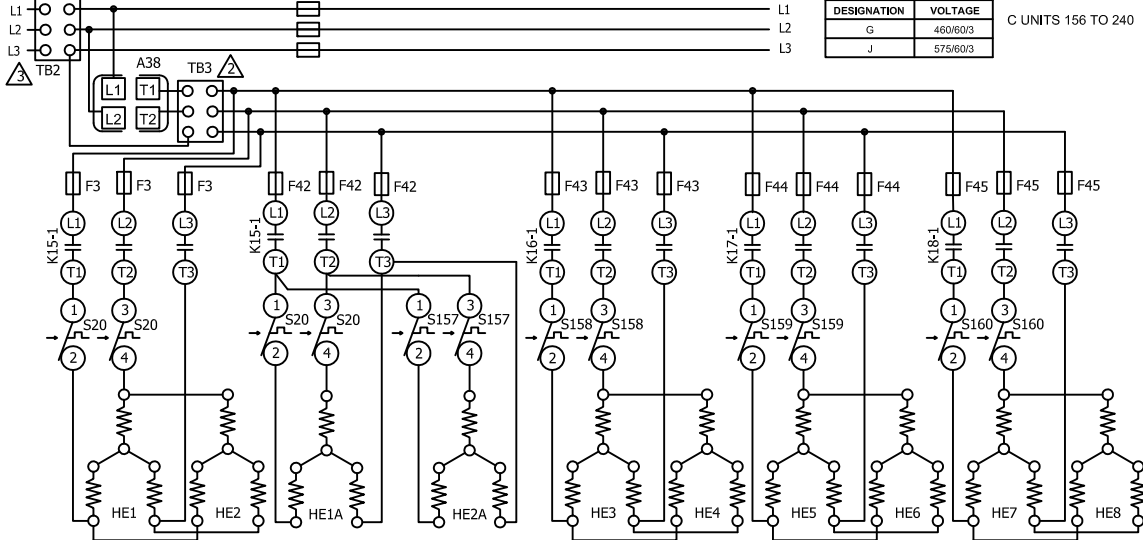 L1 L1 DESIGNATION VOLTAGE C UNITS 156 TO 240
L2 L2 G 460/60/3
L3 L3 J 575/60/3
3 TB2 A38 TB3 2
L1 T1
L2 T2
F3 F3 F3 F42 F42 F42 F43 F43 F43 F44 F44 F44 F45 F45 F45
K15-1 L1 L2 L3 K15-1 L1 L2 L3 K16-1 L1 L2 L3 K17-1 L1 L2 L3 K18-1 L1 L2 L3
T1 T2 T3 T1 T2 T3 T1 T2 T3 T1 T2 T3 T1 T2 T3
1 3 1 3 1 3 1 3 1 3 1 3
S20 S20 S20 S20 S157 S157 S158 S158 S159 S159 S160 S160
2 4 2 4 2 4 2 4 2 4 2 4
HE1 HE2 HE1A HE2A HE3 HE4 HE5 HE6 HE7 HE8